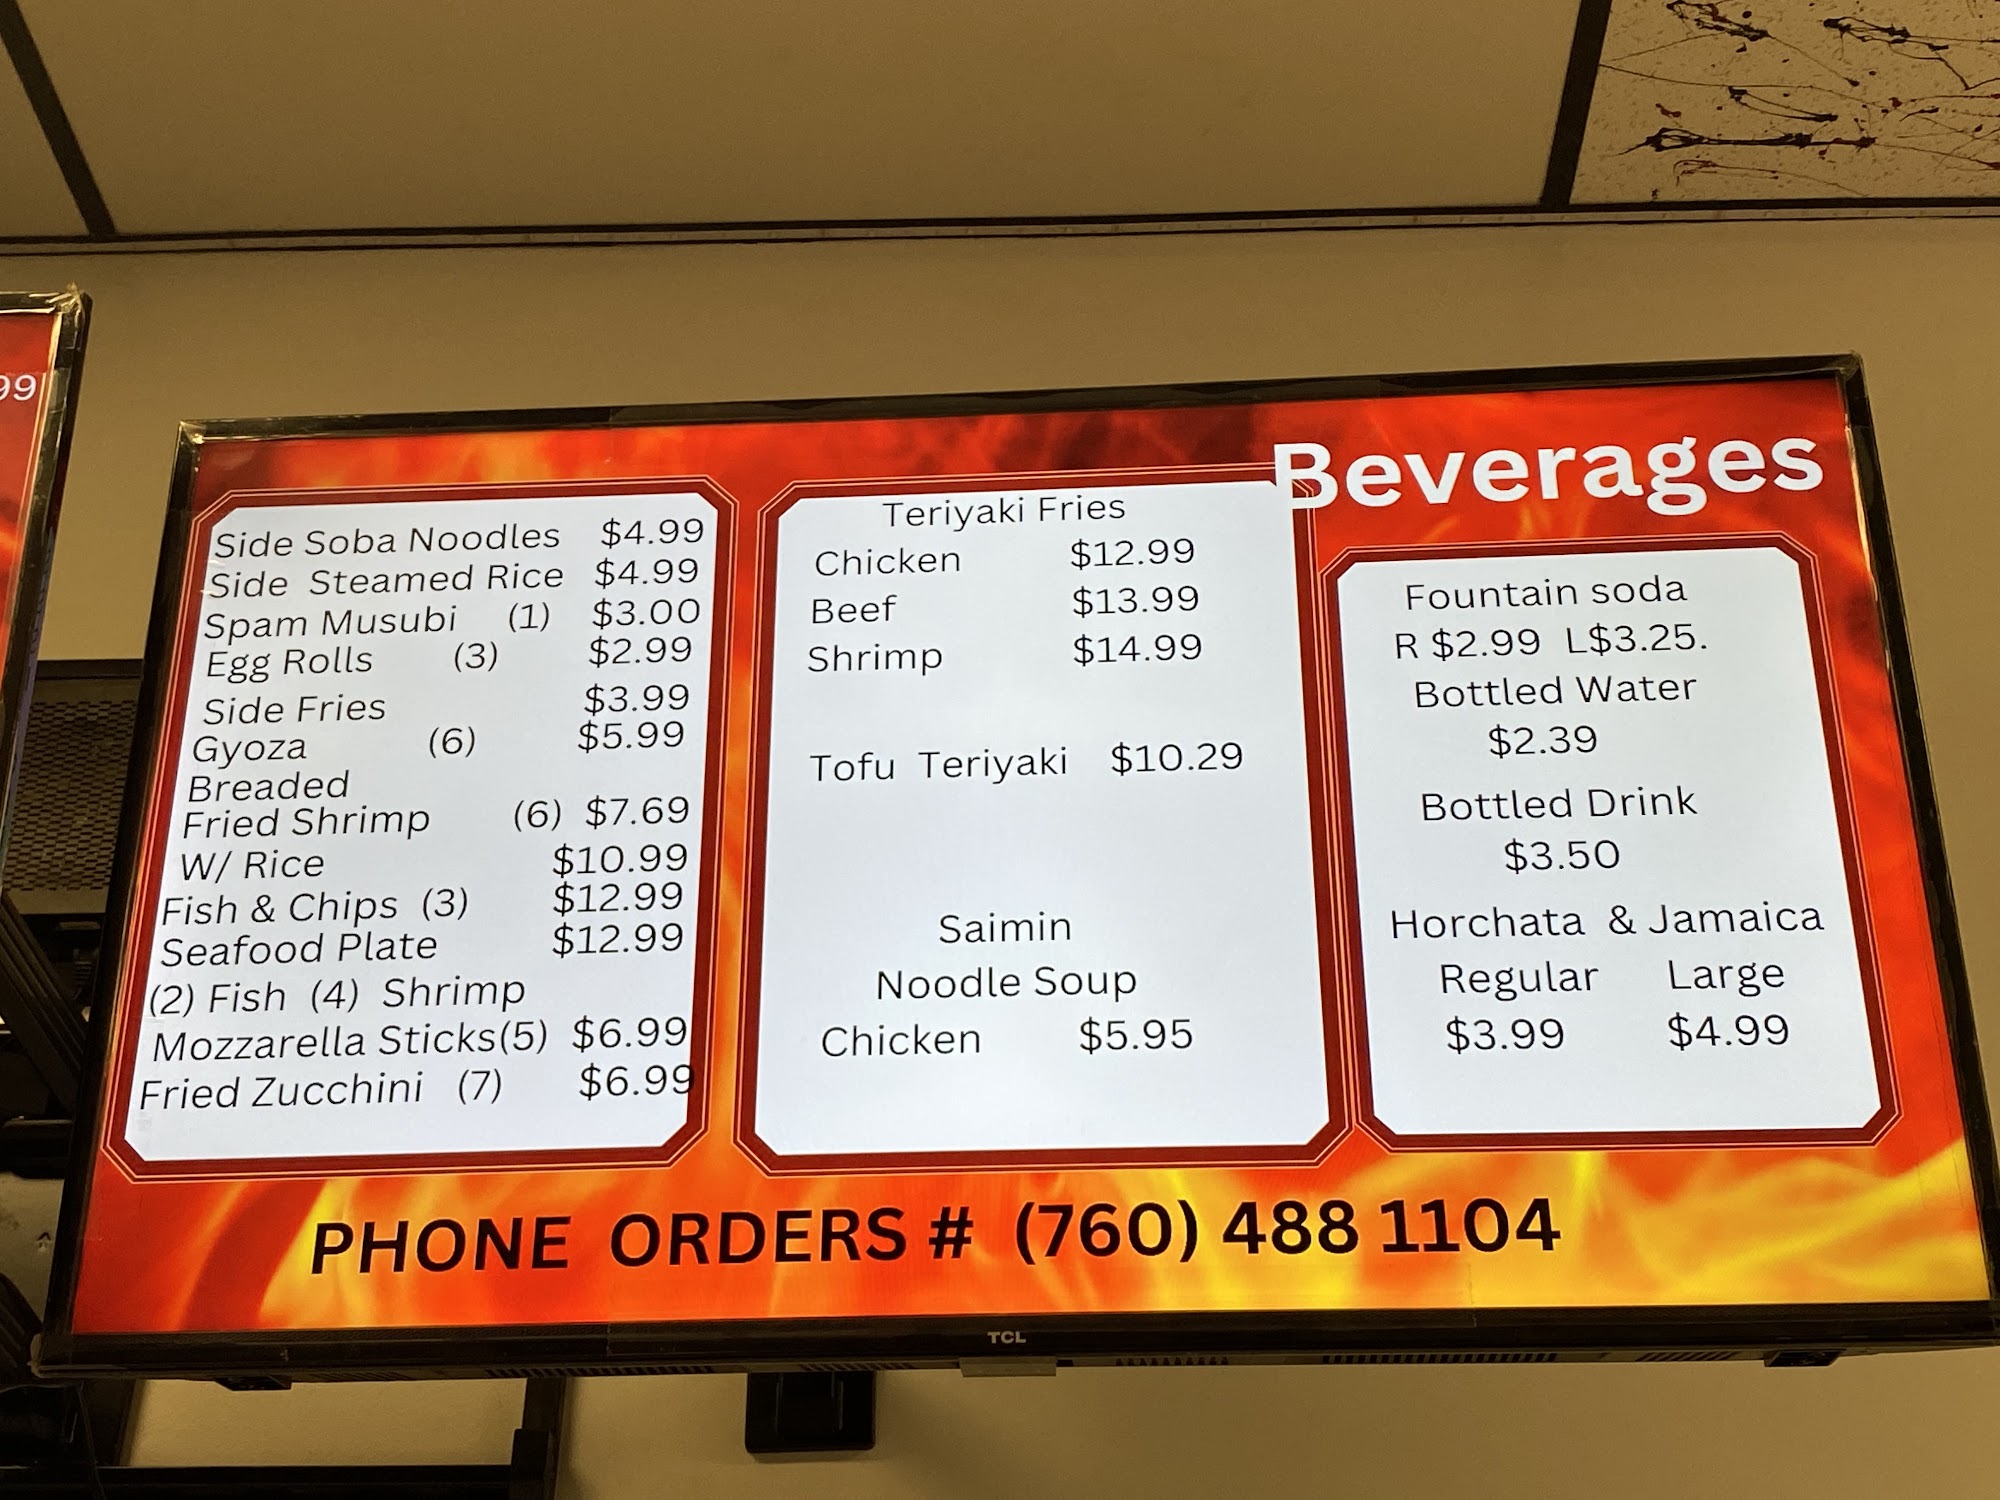 99
Side Soba Noodles $4.99
Side Steamed Rice $4.99
Spam Musubi (1) $3.00
Egg Rolls (3) $2.99
Side Fries $3.99
Gyoza (6) $5.99
Breaded
Fried Shrimp (6) $7.69
W/ Rice $10.99
Fish & Chips (3) $12.99
Seafood Plate $12.99
(2) Fish (4) Shrimp
Mozzarella Sticks(5) $6.99
Fried Zucchini (7) $6.99
Teriyaki Fries
Chicken $12.99
Beef $13.99
Shrimp $14.99
Tofu Teriyaki $10.29
Saimin
Noodle Soup
Chicken $5.95
Beverages
Fountain soda
R $2.99 L$3.25.
Bottled Water
$2.39
Bottled Drink
$3.50
Horchata & Jamaica
Regular Large
$3.99 $4.99
PHONE ORDERS # (760) 488 1104
TCL